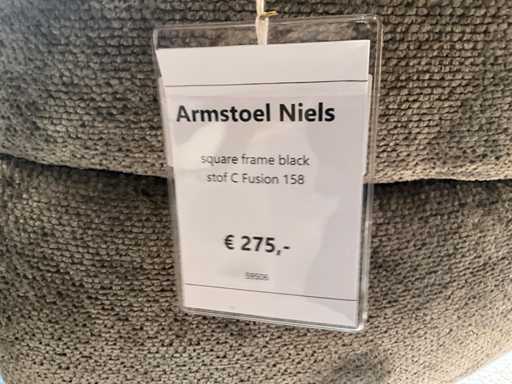 Armstoel Niels
square frame black
stof C Fusion 158
€ 275,-
59506